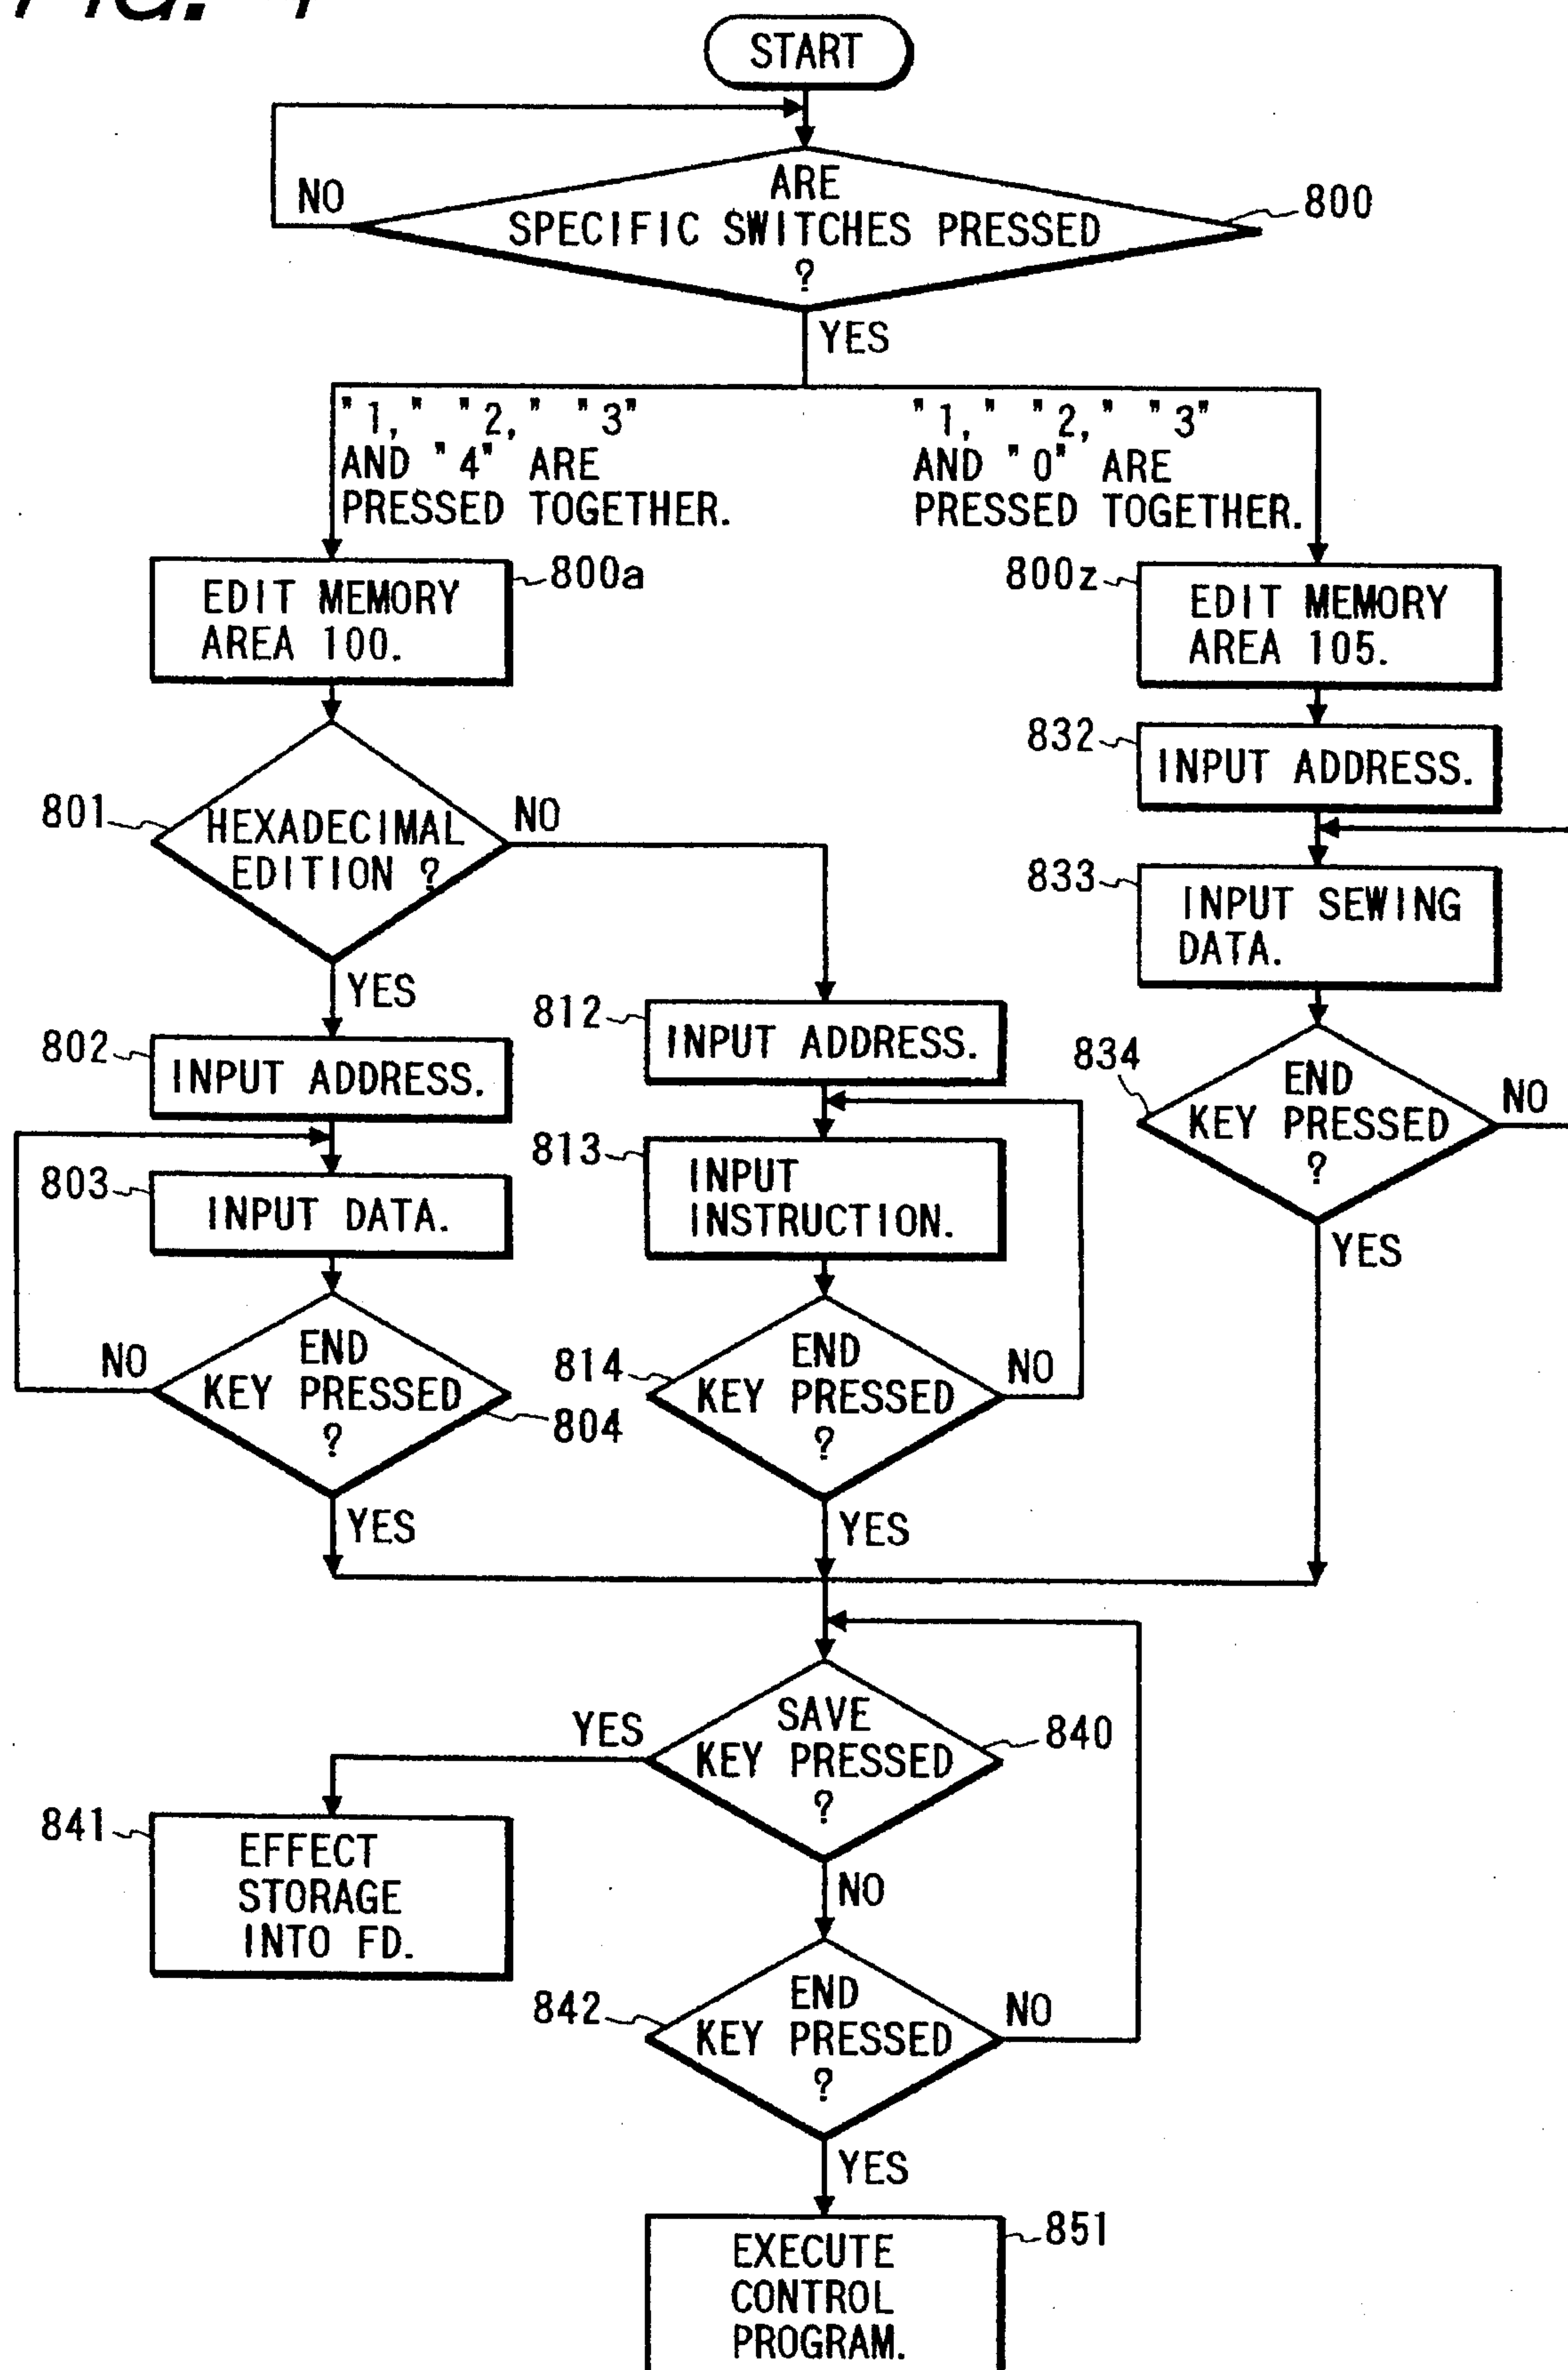 START
NO
ARE
SPECIFIC SWITCHES PRESSED
?
800
YES
"1," "2," "3"
AND "4" ARE
PRESSED TOGETHER.
"1," "2," "3"
AND "0" ARE
PRESSED TOGETHER.
800a
EDIT MEMORY
AREA 100.
800z
EDIT MEMORY
AREA 105.
801
HEXADECIMAL
EDITION ?
NO
YES
832
INPUT ADDRESS.
833
INPUT SEWING
DATA.
802
INPUT ADDRESS.
812
INPUT ADDRESS.
834
END
KEY PRESSED
?
NO
YES
803
INPUT DATA.
813
INPUT
INSTRUCTION.
NO
END
KEY PRESSED
?
804
YES
814
END
KEY PRESSED
?
NO
YES
YES
SAVE
KEY PRESSED
?
840
NO
841
EFFECT
STORAGE
INTO FD.
842
END
KEY PRESSED
?
NO
YES
851
EXECUTE
CONTROL
PROGRAM.